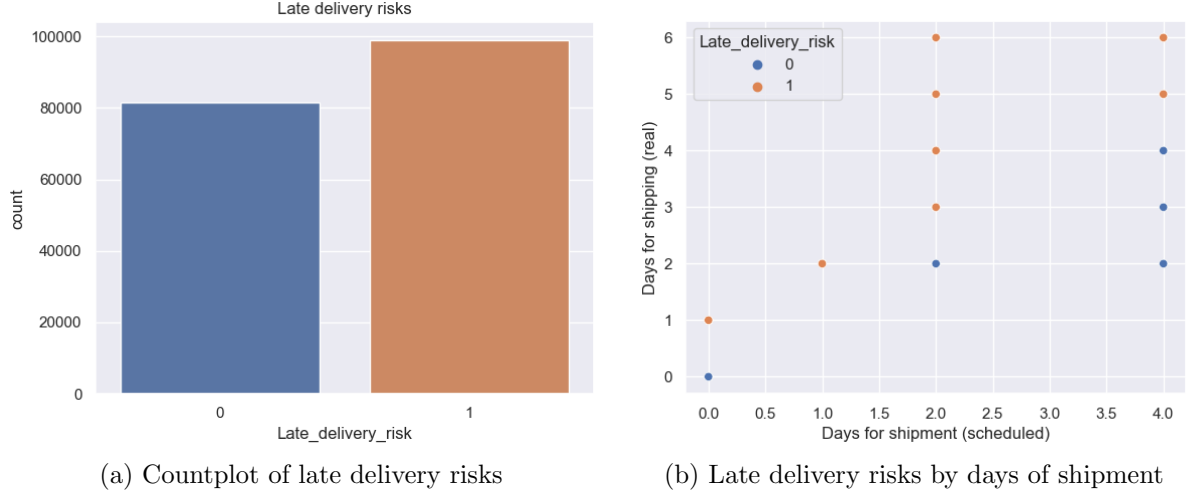 Late delivery risks
100000
80000
60000
40000
20000
0
count
0 1
Late_delivery_risk
(a) Countplot of late delivery risks
Late_delivery_risk
0
1
6
5
4
3
2
1
0
Days for shipping (real)
0.0 0.5 1.0 1.5 2.0 2.5 3.0 3.5 4.0
Days for shipment (scheduled)
(b) Late delivery risks by days of shipment